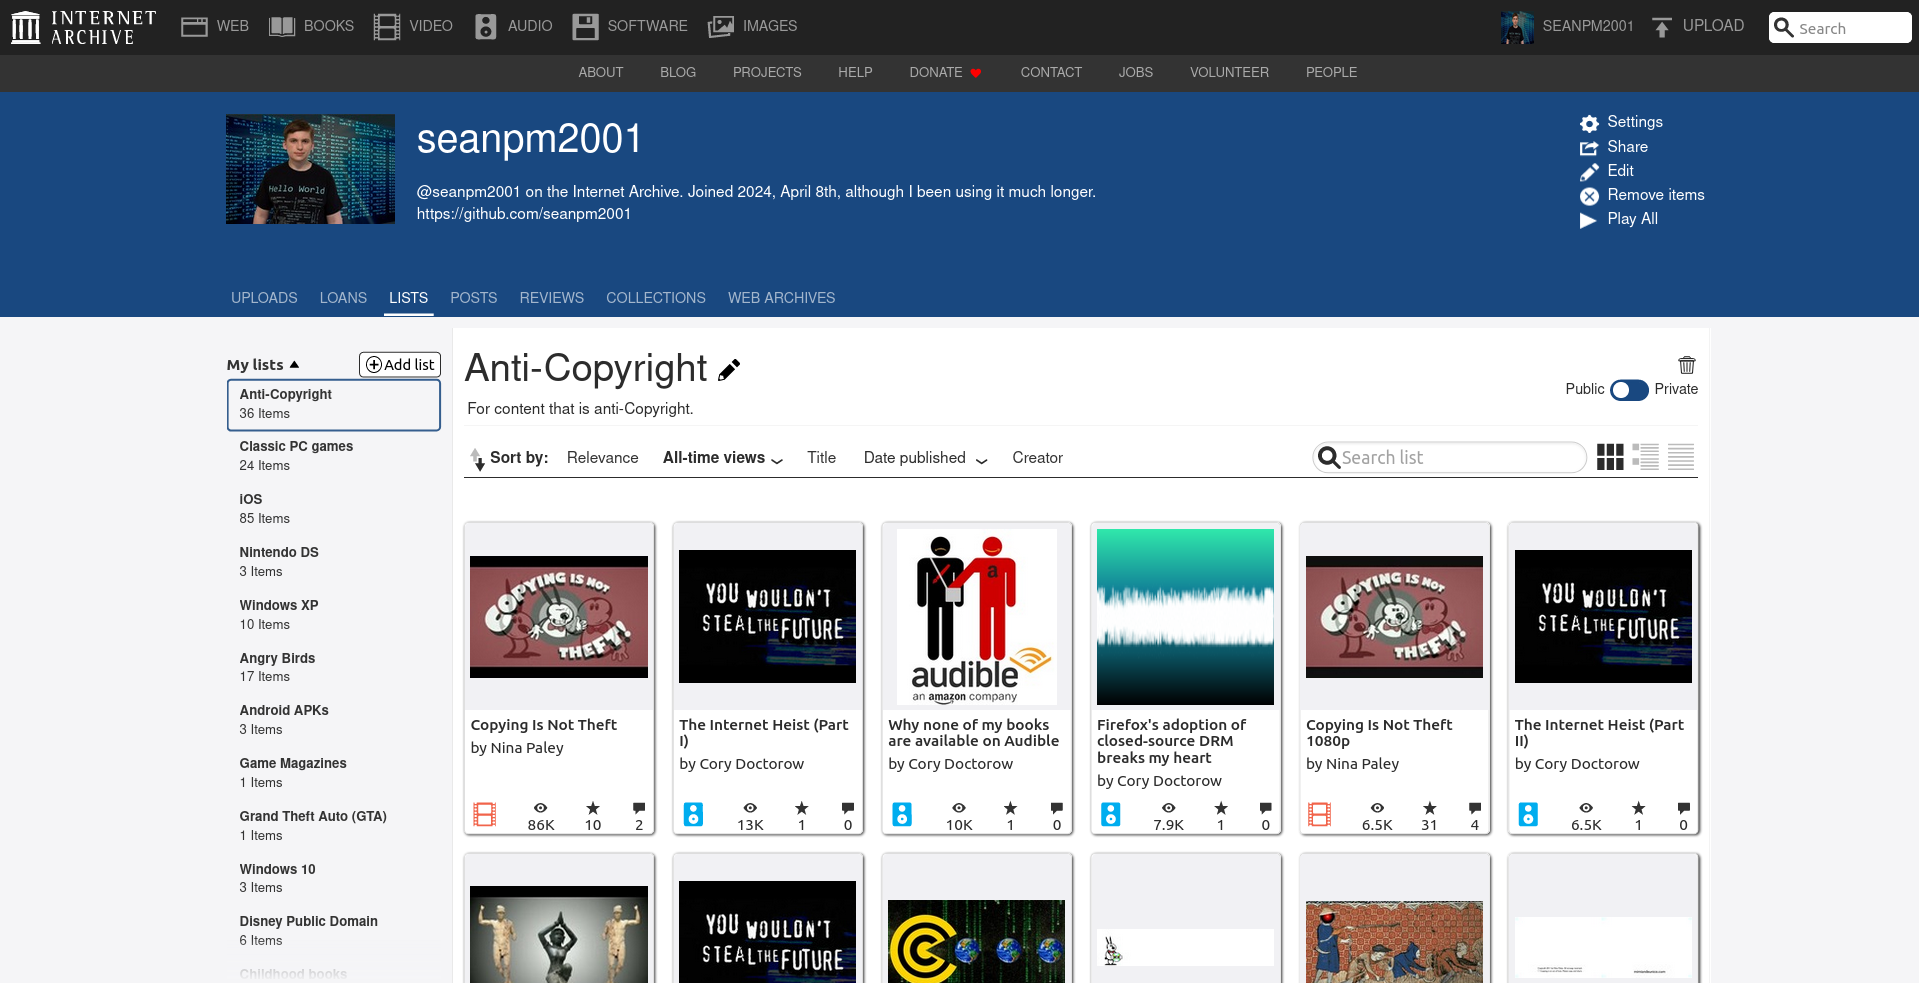 INTERNET ARCHIVE
WEB BOOKS VIDEO AUDIO SOFTWARE IMAGES SEANPM2001 UPLOAD Search
ABOUT BLOG PROJECTS HELP DONATE CONTACT JOBS VOLUNTEER PEOPLE
Hello World
seanpm2001
@seanpm2001 on the Internet Archive. Joined 2024, April 8th, although I been using it much longer.
https://github.com/seanpm2001
Settings
Share
Edit
Remove items
Play All
UPLOADS LOANS LISTS POSTS REVIEWS COLLECTIONS WEB ARCHIVES
My lists Add list
Anti-Copyright
36 Items
Classic PC games
24 Items
iOS
85 Items
Nintendo DS
3 Items
Windows XP
10 Items
Angry Birds
17 Items
Android APKs
3 Items
Game Magazines
1 Items
Grand Theft Auto (GTA)
1 Items
Windows 10
3 Items
Disney Public Domain
6 Items
Childhood books
Anti-Copyright
Public Private
For content that is anti-Copyright.
Sort by: Relevance All-time views Title Date published Creator Search list
COPYING IS NOT
THEFT!
Copying Is Not Theft
by Nina Paley
86K 10 2
YOU WOULDN'T
STEAL THE FUTURE
The Internet Heist (Part
I)
by Cory Doctorow
13K 1 0
a
audible
an amazon company
Why none of my books
are available on Audible
by Cory Doctorow
10K 1 0
Firefox's adoption of
closed-source DRM
breaks my heart
by Cory Doctorow
7.9K 1 0
COPYING IS NOT
THEFT!
Copying Is Not Theft
1080p
by Nina Paley
6.5K 31 4
YOU WOULDN'T
STEAL THE FUTURE
The Internet Heist (Part
II)
by Cory Doctorow
6.5K 1 0
YOU WOULDN'T
STEAL THE FUTURE